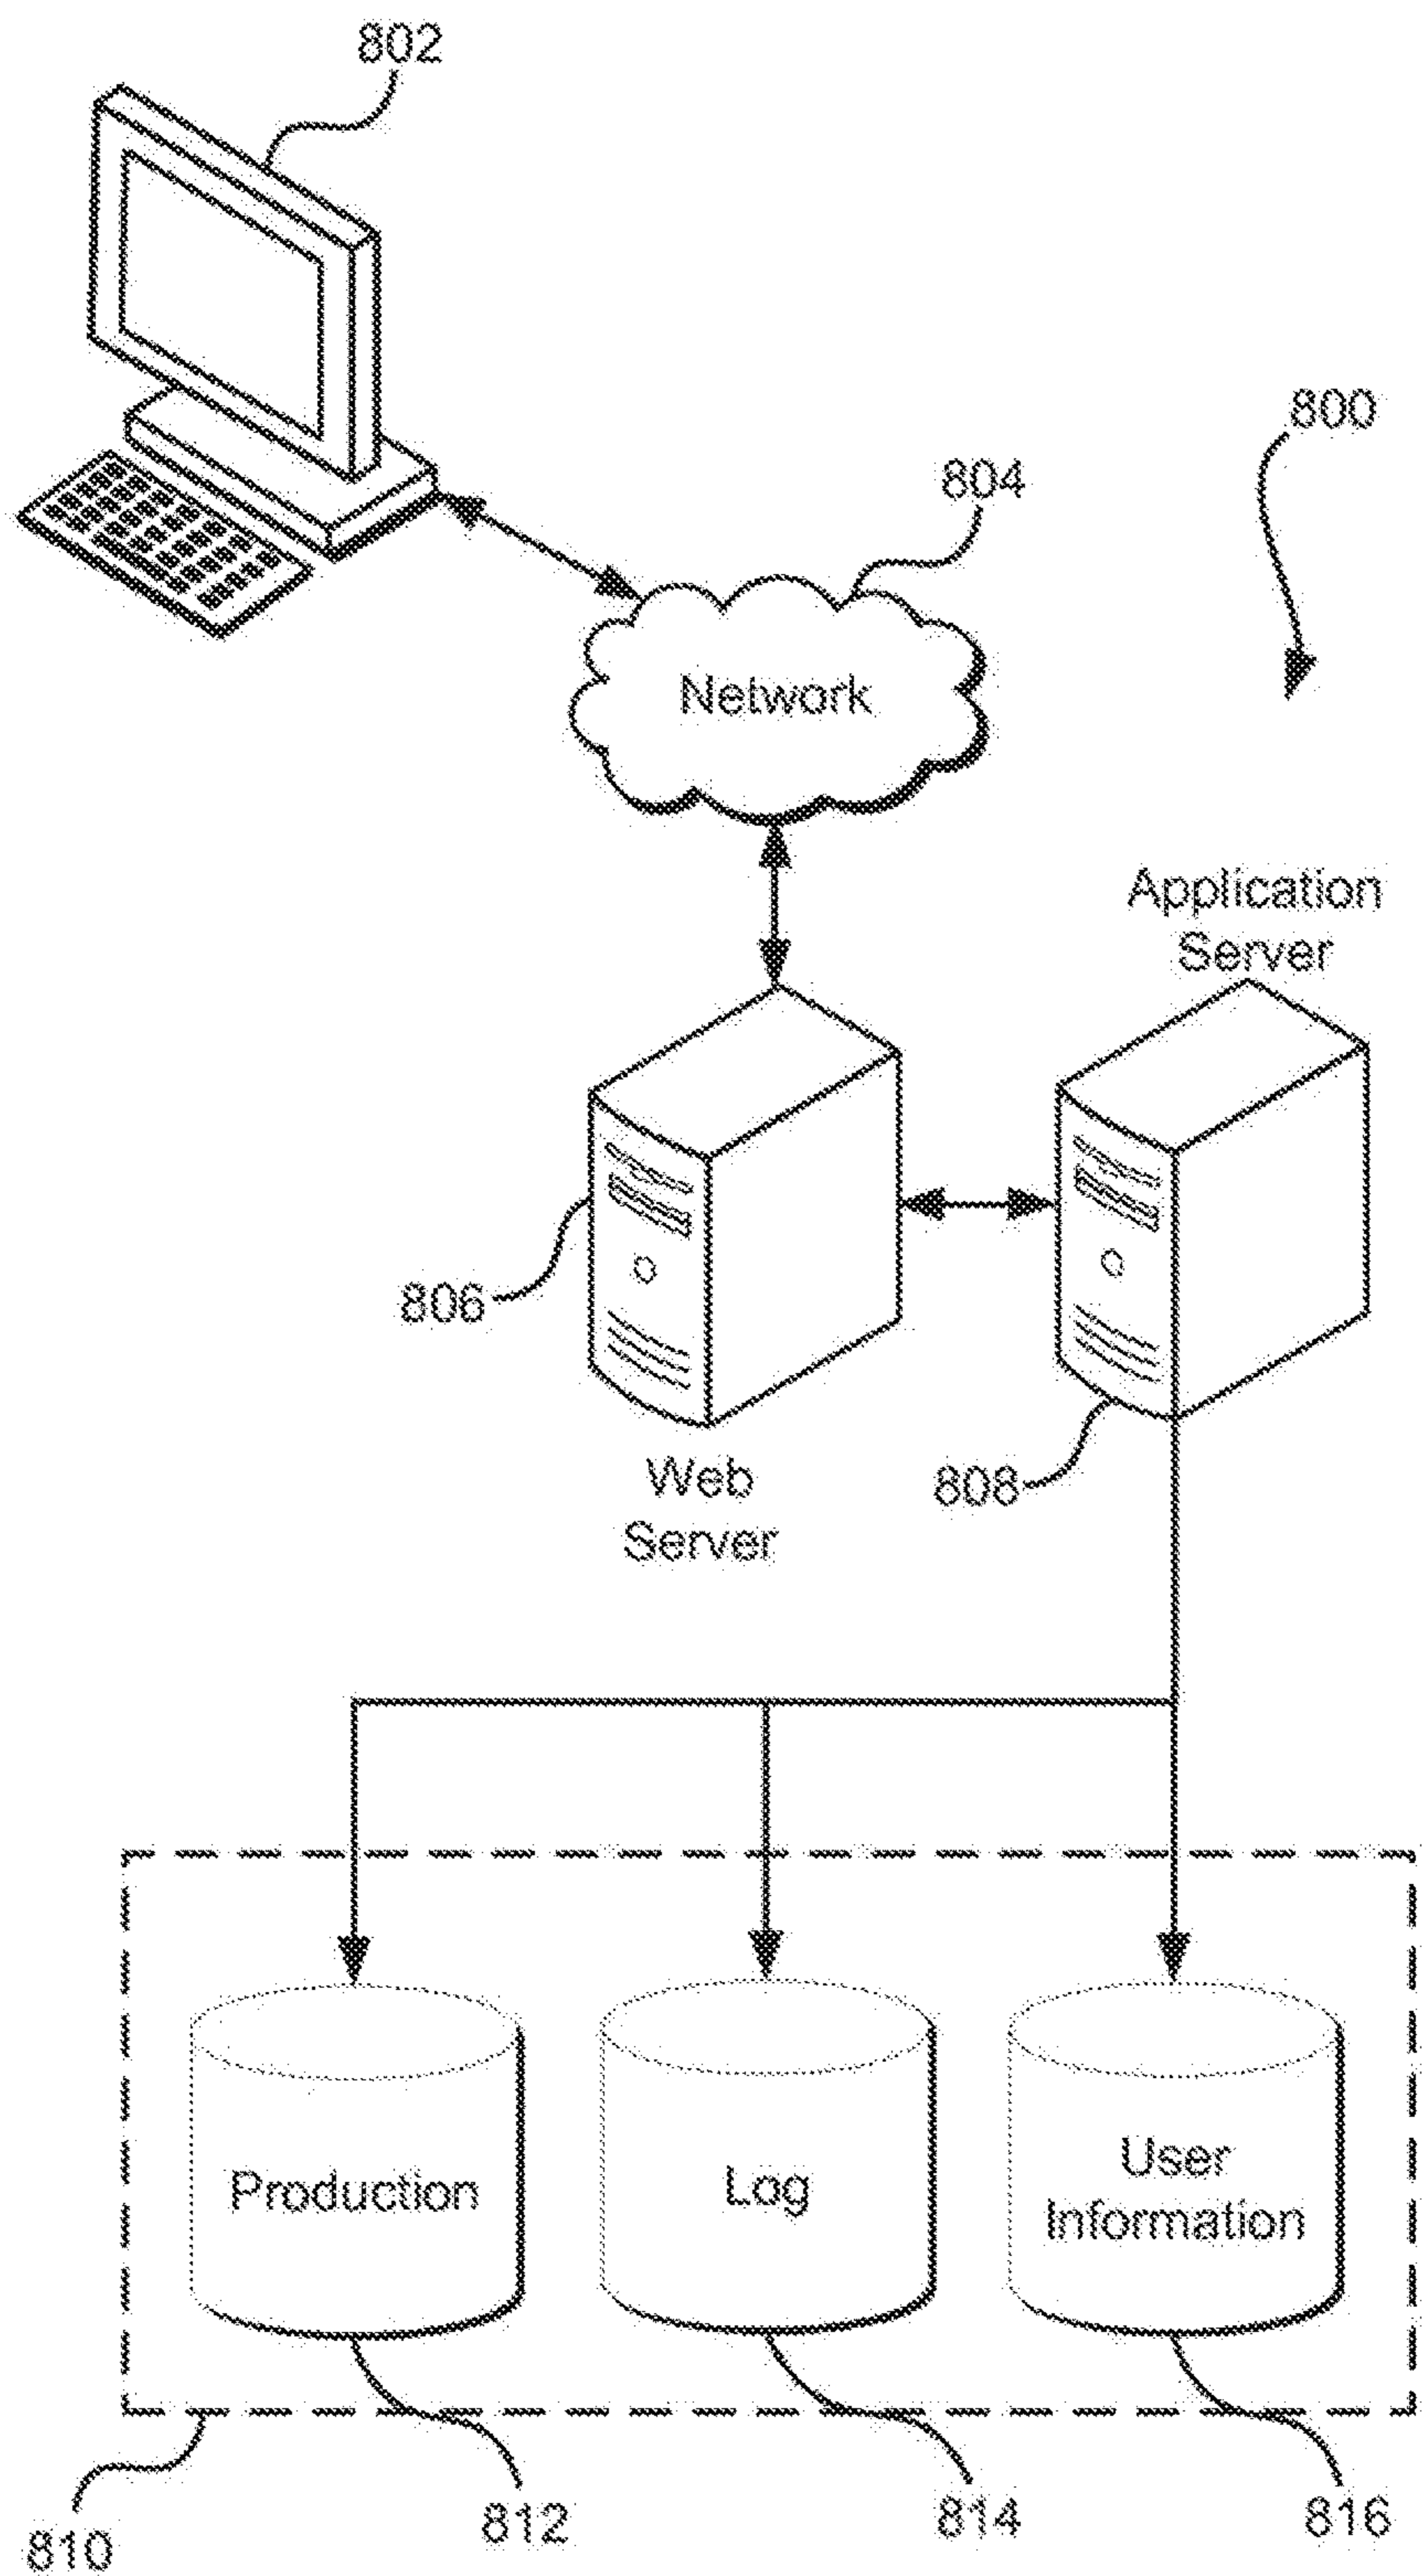 802
800
804
Network
Application
Server
806
808
Web
Server
Production
Log
User
Information
810
812
814
816